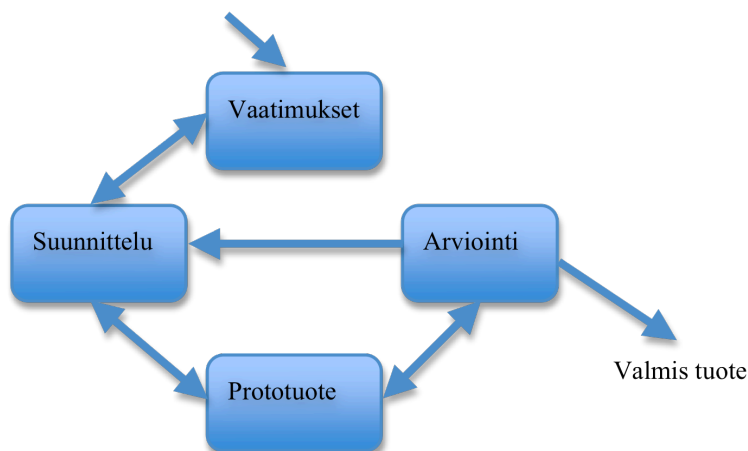 Vaatimukset
Suunnittelu
Arviointi
Prototuote
Valmis tuote